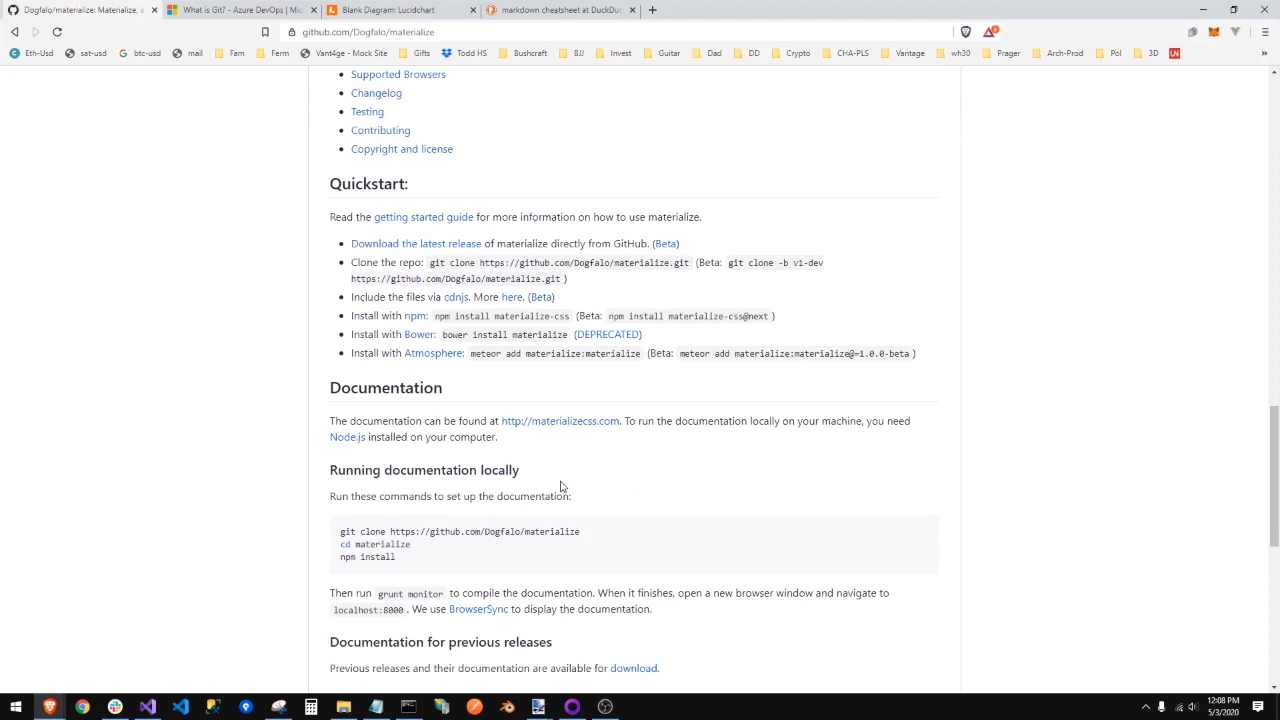 Dogfalo/materialize: Materialize, a
What is Git? - Azure DevOps | Mic
Blank Diagram: Lucidchart
markdown cheatsheet at DuckDuc
github.com/Dogfalo/materialize
Eth-Usd sat-usd btc-usd mail Fam Ferm Vant4ge - Mock Site Gifts Todd HS Bushcraft BJJ Invest Guitar Dad DD Crypto CHA-PLS Vantage wh30 Prager Arch-Prod Pol 3D
Supported Browsers
Changelog
Testing
Contributing
Copyright and license
Quickstart:
Read the getting started guide for more information on how to use materialize.
Download the latest release of materialize directly from GitHub. (Beta)
Clone the repo: git clone https://github.com/Dogfalo/materialize.git (Beta: git clone -b v1-dev
https://github.com/Dogfalo/materialize.git )
Include the files via cdnjs. More here. (Beta)
Install with npm: npm install materialize-css (Beta: npm install materialize-css@next )
Install with Bower: bower install materialize (DEPRECATED)
Install with Atmosphere: meteor add materialize:materialize (Beta: meteor add materialize:materialize@=1.0.0-beta )
Documentation
The documentation can be found at http://materializecss.com. To run the documentation locally on your machine, you need
Node.js installed on your computer.
Running documentation locally
Run these commands to set up the documentation:
git clone https://github.com/Dogfalo/materialize
cd materialize
npm install
Then run grunt monitor to compile the documentation. When it finishes, open a new browser window and navigate to
localhost:8000 . We use BrowserSync to display the documentation.
Documentation for previous releases
Previous releases and their documentation are available for download.
12:08 PM
5/3/2020